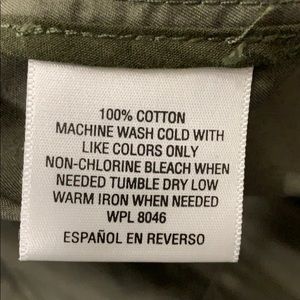 100% COTTON
MACHINE WASH COLD WITH
LIKE COLORS ONLY
NON-CHLORINE BLEACH WHEN
NEEDED TUMBLE DRY LOW
WARM IRON WHEN NEEDED
WPL 8046
ESPAÑOL EN REVERSO